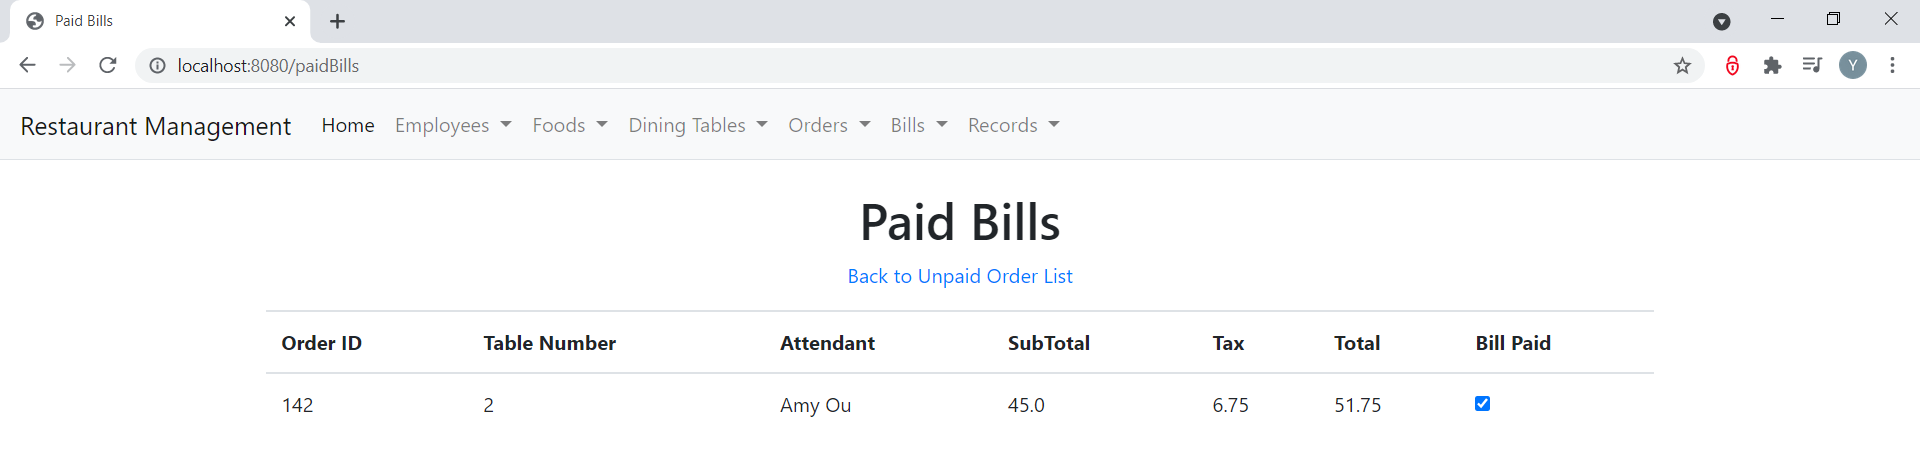 Paid Bills
localhost:8080/paidBills
Y
Restaurant Management Home Employees Foods Dining Tables Orders Bills Records
Paid Bills
Back to Unpaid Order List
Order ID Table Number Attendant SubTotal Tax Total Bill Paid
142 2 Amy Ou 45.0 6.75 51.75